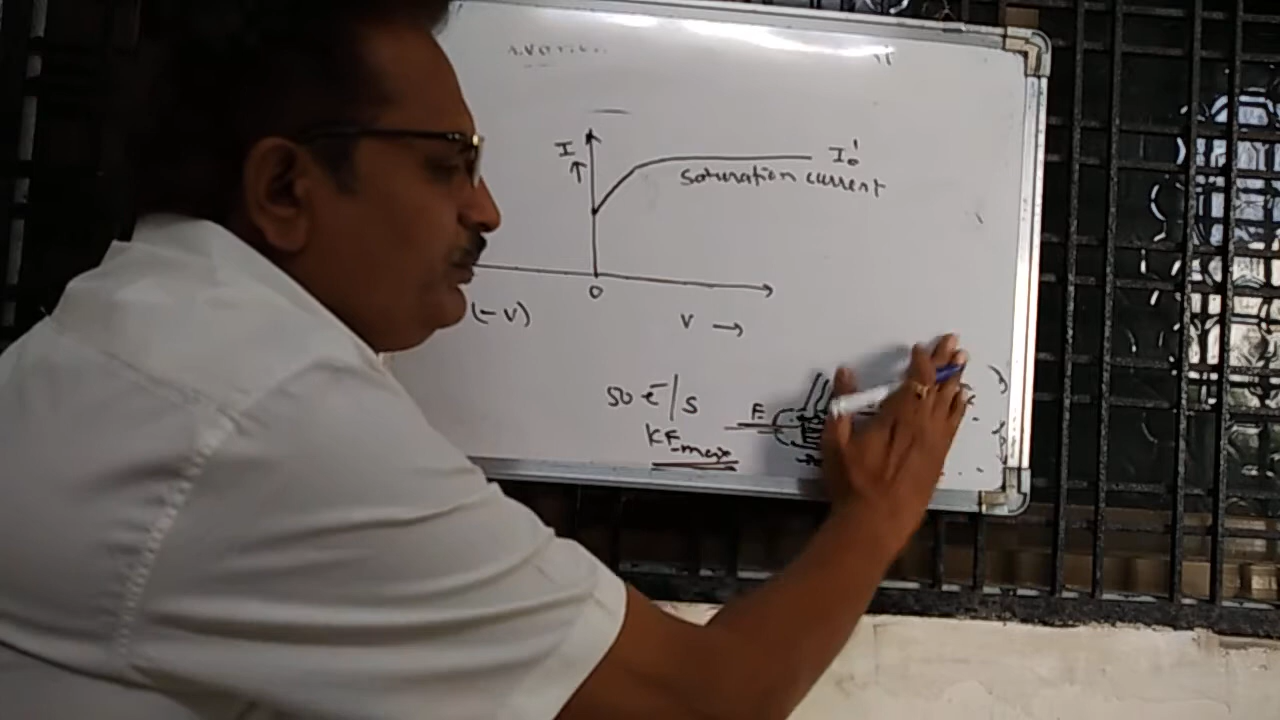 I
I₀'
Saturation current
0
(-V)
V →
50 e̅/s
E
KE max